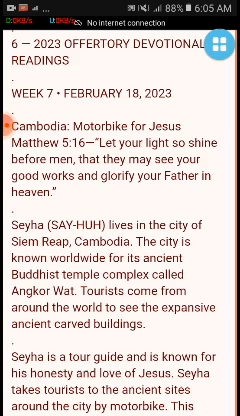 88% 6:05 AM
0:0KB/s U:0KB/s No internet connection
6 — 2023 OFFERTORY DEVOTIONAL
READINGS
.
WEEK 7 • FEBRUARY 18, 2023
.
Cambodia: Motorbike for Jesus
Matthew 5:16—“Let your light so shine
before men, that they may see your
good works and glorify your Father in
heaven.”
.
Seyha (SAY-HUH) lives in the city of
Siem Reap, Cambodia. The city is
known worldwide for its ancient
Buddhist temple complex called
Angkor Wat. Tourists come from
around the world to see the expansive
ancient carved buildings.
.
Seyha is a tour guide and is known for
his honesty and love of Jesus. Seyha
takes tourists to the ancient sites
around the city by motorbike. This